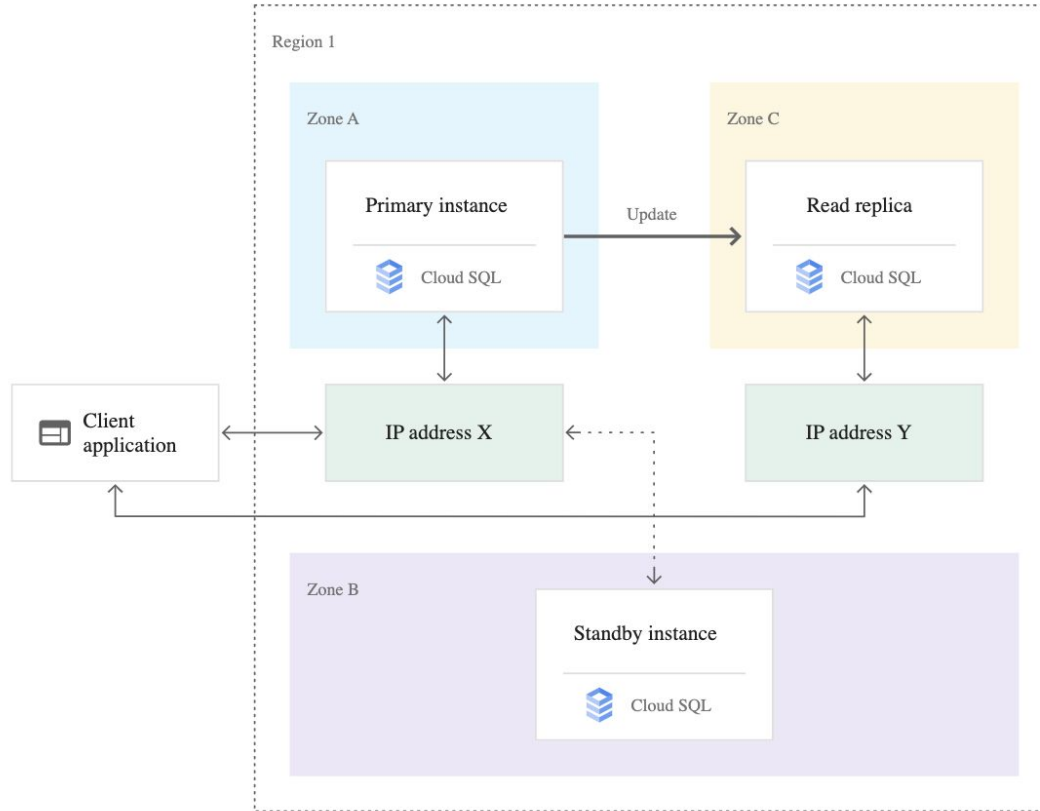 Region 1
Zone A
Zone C
Primary instance
Update
Read replica
Cloud SQL
Cloud SQL
Client
application
IP address X
IP address Y
Zone B
Standby instance
Cloud SQL